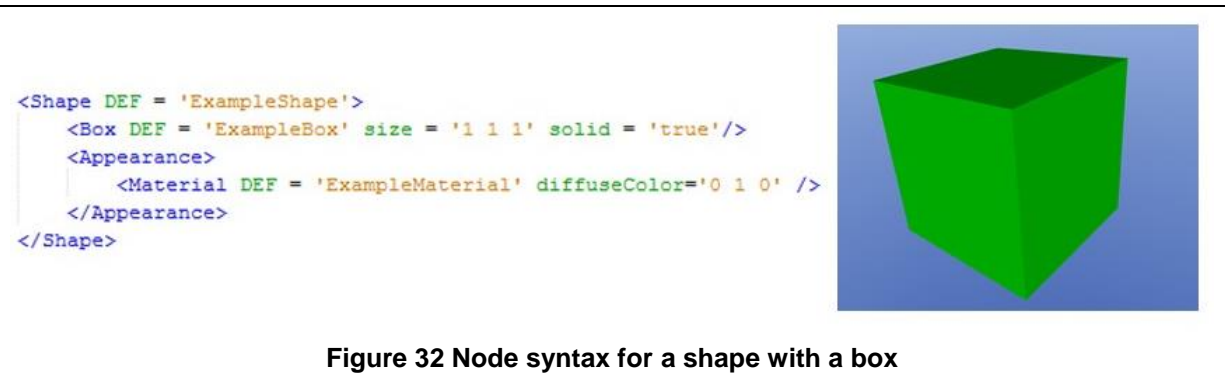 <Shape DEF = 'ExampleShape'>
<Box DEF = 'ExampleBox' size = '1 1 1' solid = 'true'/>
<Appearance>
<Material DEF = 'ExampleMaterial' diffuseColor='0 1 0' />
</Appearance>
</Shape>
Figure 32 Node syntax for a shape with a box